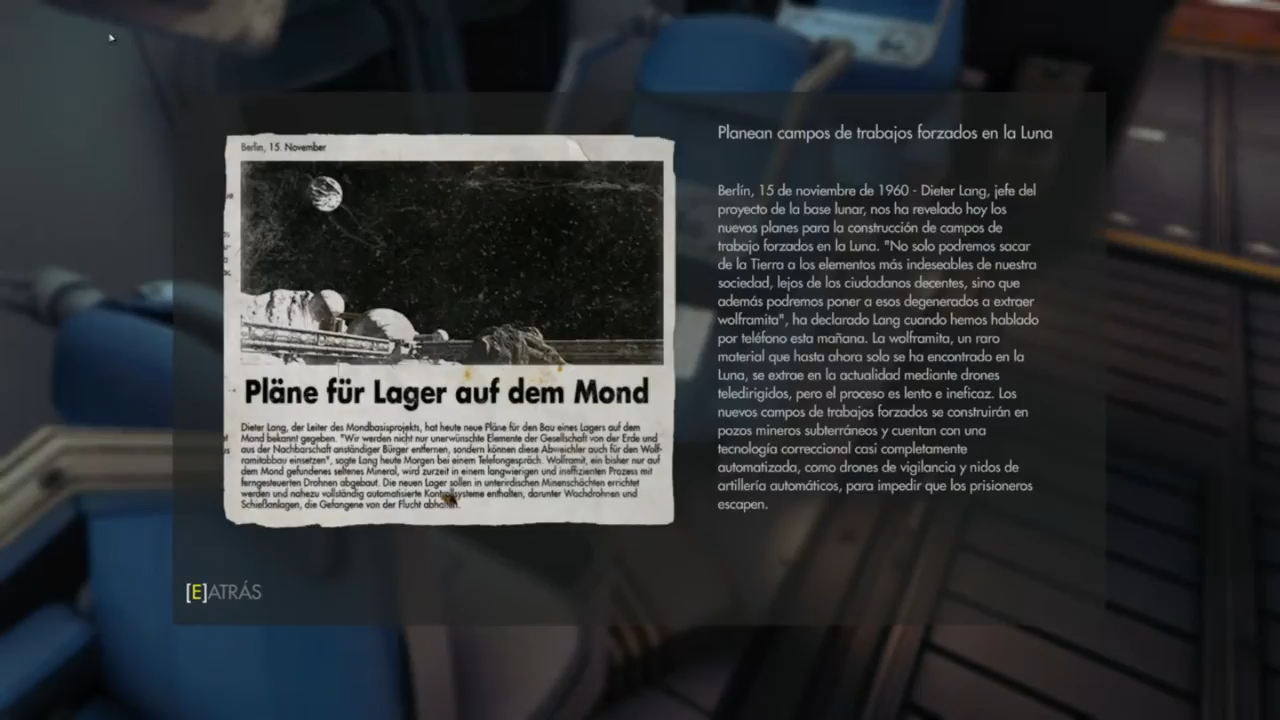 Berlin, 15. November
Pläne für Lager auf dem Mond
Dieter Lang, der Leiter des Mondbasisprojekts, hat heute neue Pläne für den Bau eines Lagers auf dem
Mond bekannt gegeben. "Wir werden nicht nur unerwünschte Elemente der Gesellschaft von der Erde und
aus der Nachbarschaft anständiger Bürger entfernen, sondern können diese Abweichler auch für den Wolf-
ramitabbau einsetzen", sagte Lang heute Morgen bei einem Telefongespräch. Wolframit, ein bisher nur auf
dem Mond gefundenes seltenes Mineral, wird zurzeit in einem langwierigen und ineffizienten Prozess mit
ferngesteuerten Drohnen abgebaut. Die neuen Lager sollen in unterirdischen Minenschächten errichtet
werden und nahezu vollständig automatisierte Kontrollsysteme enthalten, darunter Wachdrohnen und
Schießanlagen, die Gefangene von der Flucht abhalten.
Planean campos de trabajos forzados en la Luna
Berlín, 15 de noviembre de 1960 - Dieter Lang, jefe del
proyecto de la base lunar, nos ha revelado hoy los
nuevos planes para la construcción de campos de
trabajo forzados en la Luna. "No solo podremos sacar
de la Tierra a los elementos más indeseables de nuestra
sociedad, lejos de los ciudadanos decentes, sino que
además podremos poner a esos degenerados a extraer
wolframita", ha declarado Lang cuando hemos hablado
por teléfono esta mañana. La wolframita, un raro
material que hasta ahora solo se ha encontrado en la
Luna, se extrae en la actualidad mediante drones
teledirigidos, pero el proceso es lento e ineficaz. Los
nuevos campos de trabajos forzados se construirán en
pozos mineros subterráneos y cuentan con una
tecnología correccional casi completamente
automatizada, como drones de vigilancia y nidos de
artillería automáticos, para impedir que los prisioneros
escapen.
[E]ATRÁS